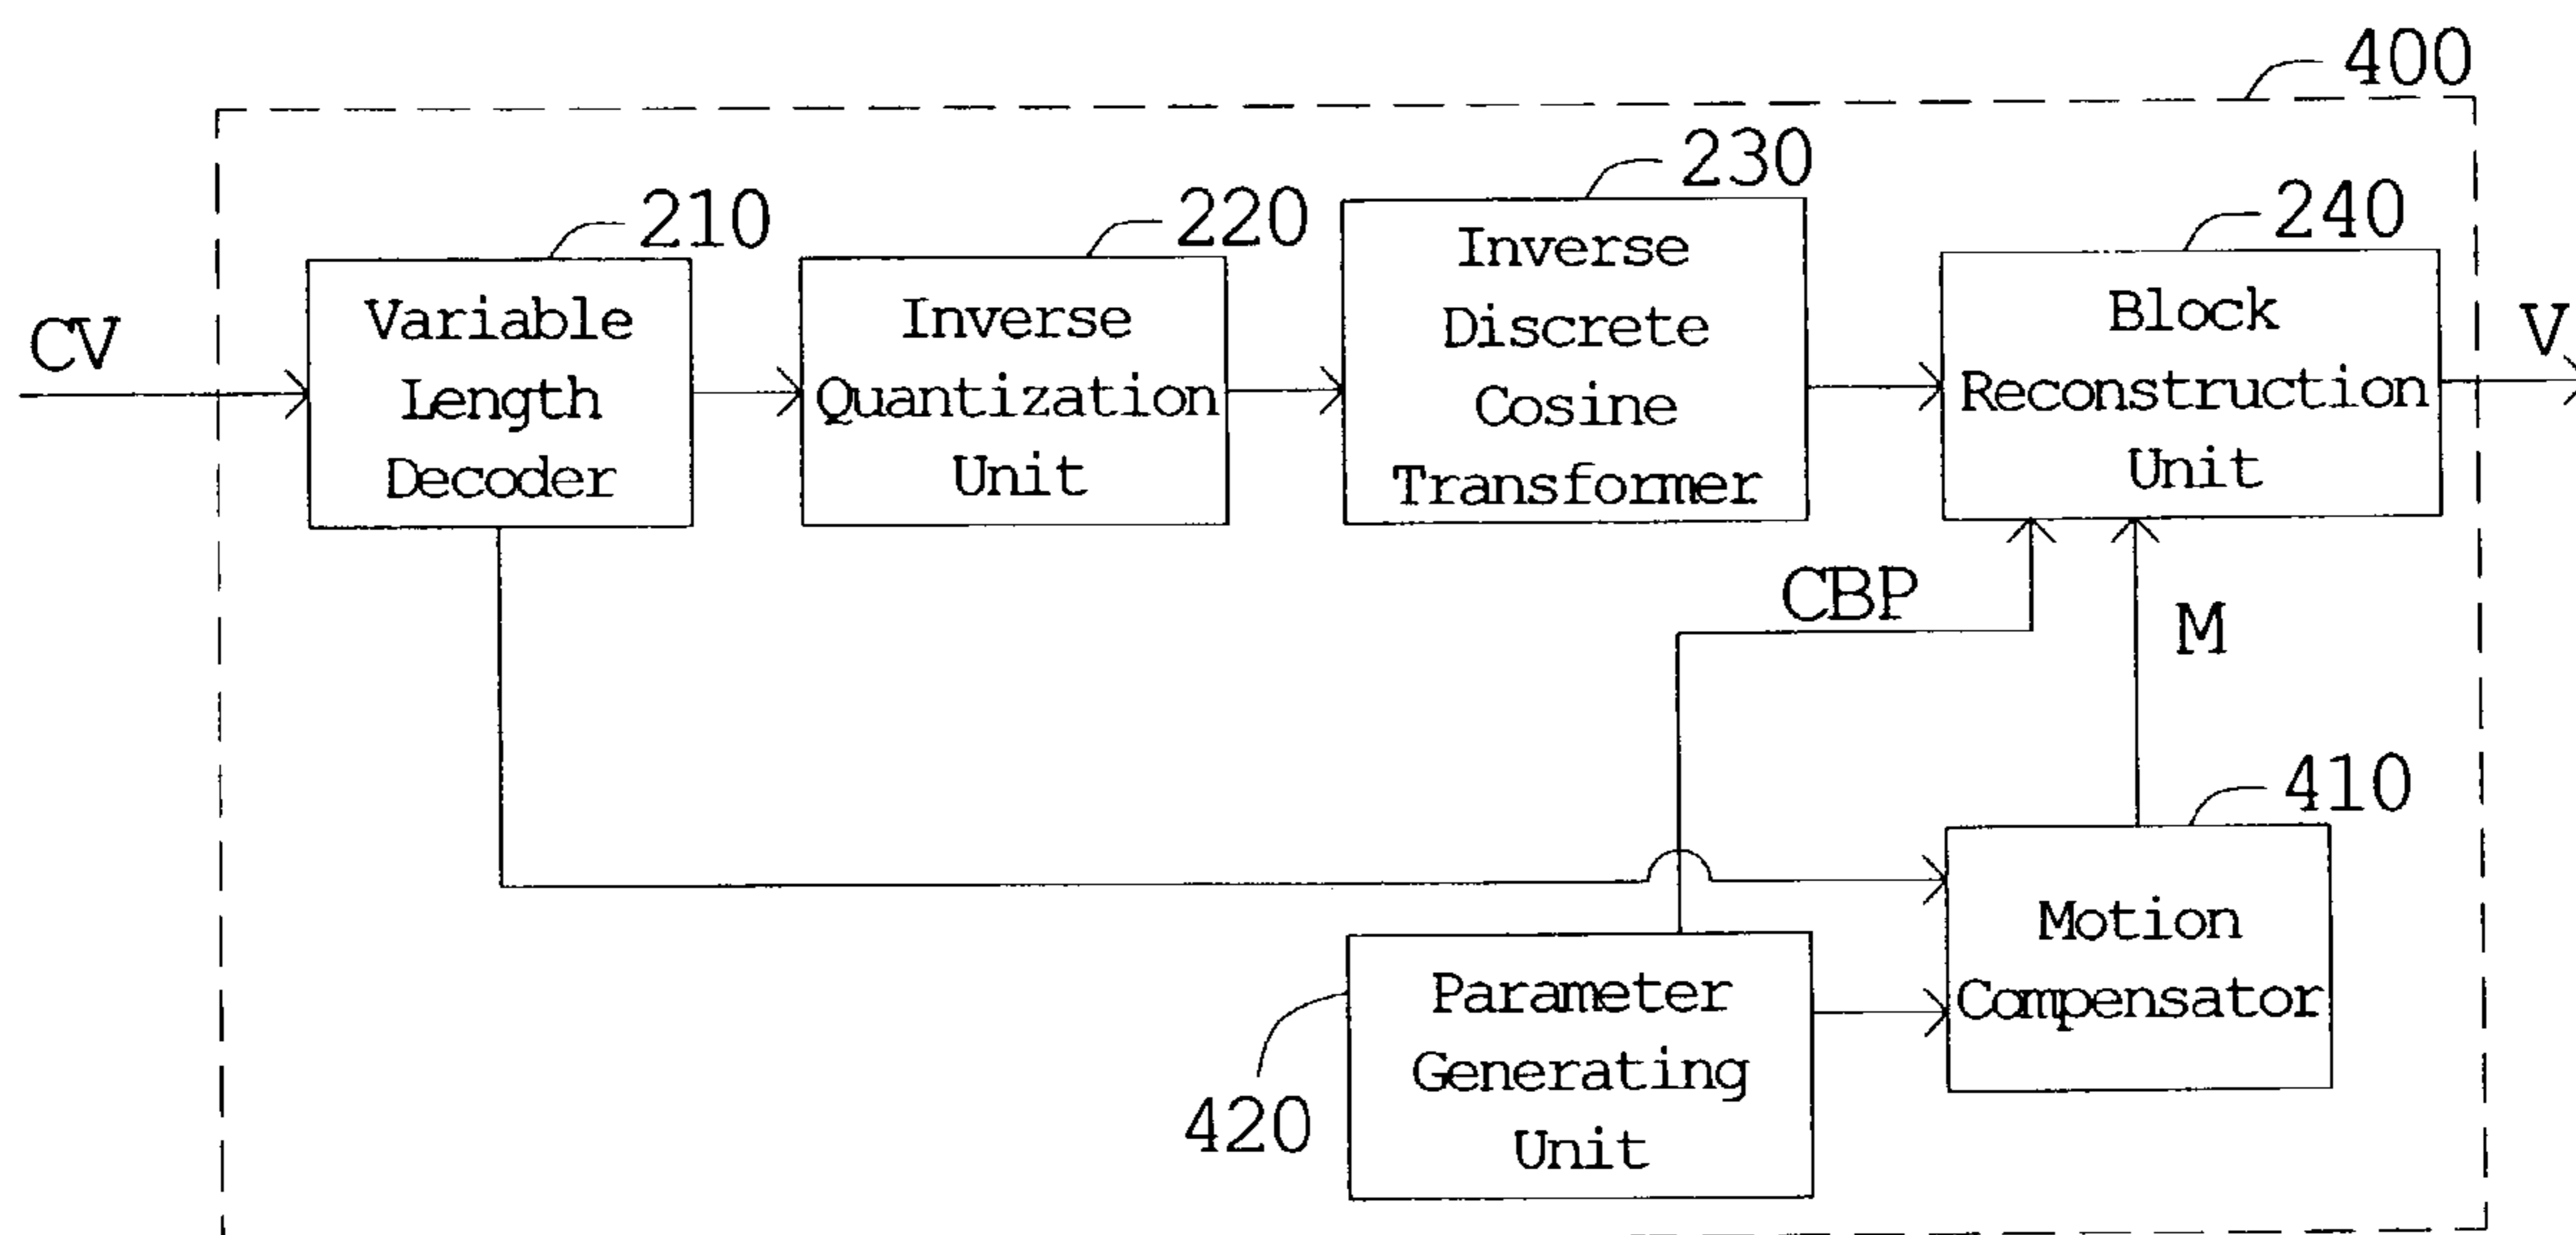 400
230
210
220
240
CV
Variable
Length
Decoder
Inverse
Quantization
Unit
Inverse
Discrete
Cosine
Transformer
Block
Reconstruction
Unit
V
CBP
M
410
Motion
Compensator
420
Parameter
Generating
Unit